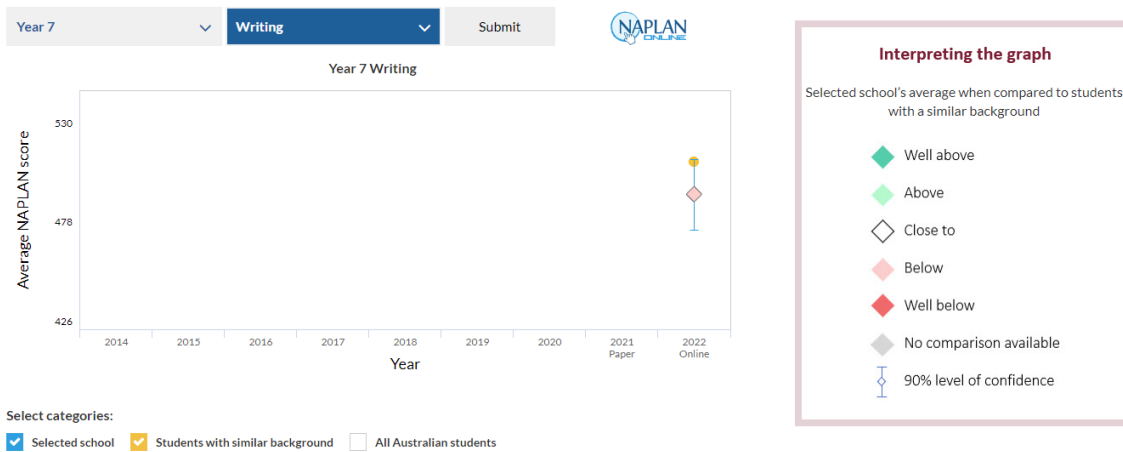 Year 7
Writing
Submit
NAPLAN
ONLINE
Year 7 Writing
530
478
426
Average NAPLAN score
2014
2015
2016
2017
2018
2019
2020
2021
Paper
2022
Online
Year
Select categories:
Selected school
Students with similar background
All Australian students
Interpreting the graph
Selected school's average when compared to students
with a similar background
Well above
Above
Close to
Below
Well below
No comparison available
90% level of confidence